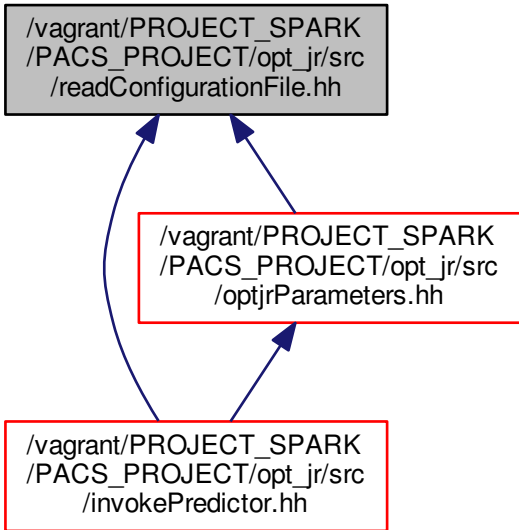 /vagrant/PROJECT_SPARK
/PACS_PROJECT/opt_jr/src
/readConfigurationFile.hh
/vagrant/PROJECT_SPARK
/PACS_PROJECT/opt_jr/src
/optjrParameters.hh
/vagrant/PROJECT_SPARK
/PACS_PROJECT/opt_jr/src
/invokePredictor.hh